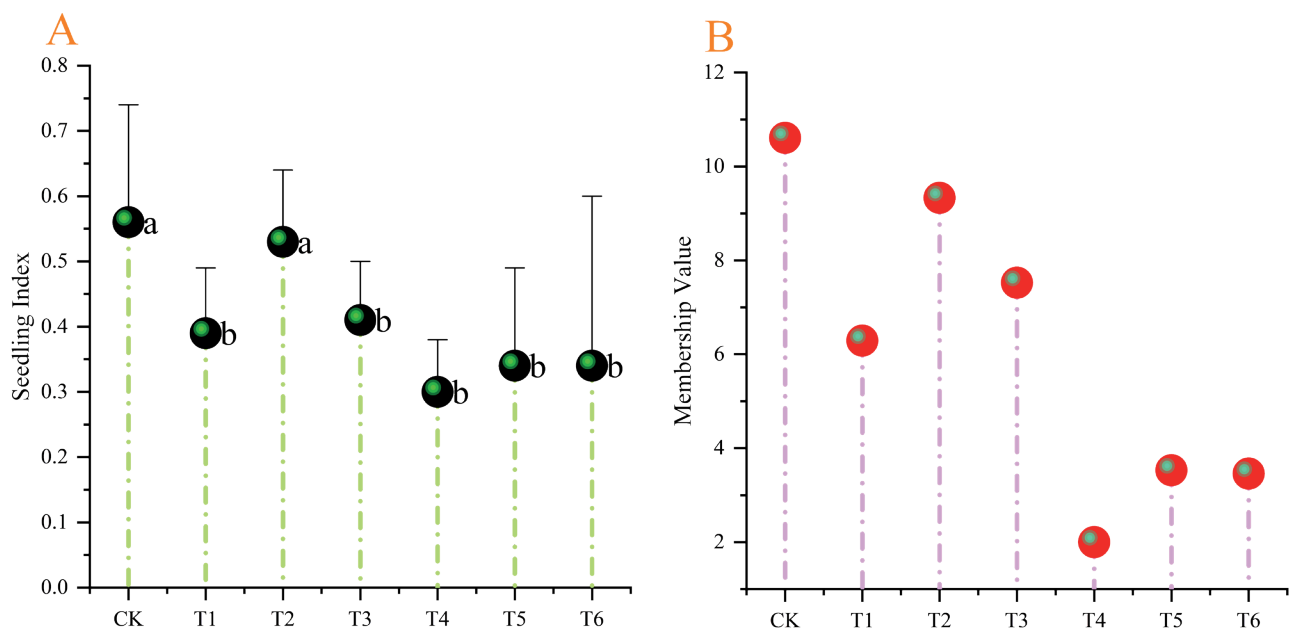 A
Seedling Index
0.8
0.7
0.6
0.5
0.4
0.3
0.2
0.1
0.0
a
b
a
b
b
b
b
CK T1 T2 T3 T4 T5 T6
B
Membership Value
12
10
8
6
4
2
CK T1 T2 T3 T4 T5 T6